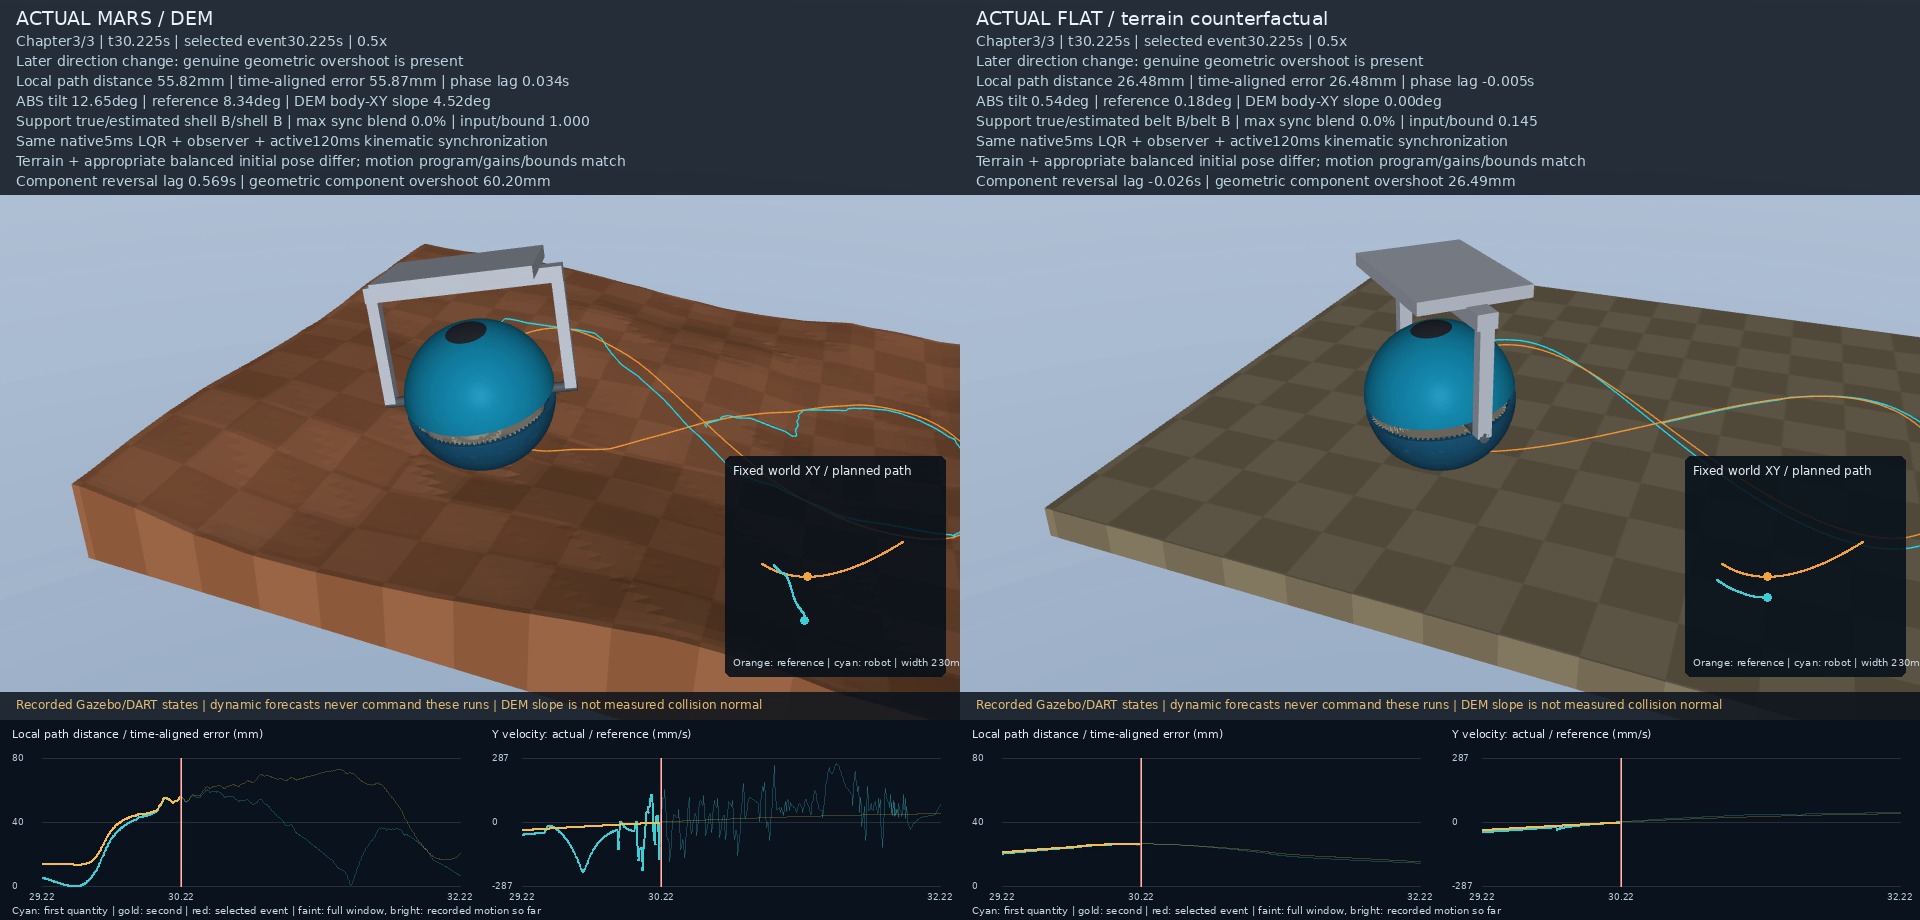 ACTUAL MARS / DEM
Chapter3/3 | t30.225s | selected event30.225s | 0.5x
Later direction change: genuine geometric overshoot is present
Local path distance 55.82mm | time-aligned error 55.87mm | phase lag 0.034s
ABS tilt 12.65deg | reference 8.34deg | DEM body-XY slope 4.52deg
Support true/estimated shell B/shell B | max sync blend 0.0% | input/bound 1.000
Same native5ms LQR + observer + active120ms kinematic synchronization
Terrain + appropriate balanced initial pose differ; motion program/gains/bounds match
Component reversal lag 0.569s | geometric component overshoot 60.20mm
Fixed world XY / planned path
Orange: reference | cyan: robot | width 230m
Recorded Gazebo/DART states | dynamic forecasts never command these runs | DEM slope is not measured collision normal
Local path distance / time-aligned error (mm)
80
40
0
29.22
30.22
32.22
Y velocity: actual / reference (mm/s)
287
0
-287
29.22
30.22
32.22
Cyan: first quantity | gold: second | red: selected event | faint: full window, bright: recorded motion so far
ACTUAL FLAT / terrain counterfactual
Chapter3/3 | t30.225s | selected event30.225s | 0.5x
Later direction change: genuine geometric overshoot is present
Local path distance 26.48mm | time-aligned error 26.48mm | phase lag -0.005s
ABS tilt 0.54deg | reference 0.18deg | DEM body-XY slope 0.00deg
Support true/estimated belt B/belt B | max sync blend 0.0% | input/bound 0.145
Same native5ms LQR + observer + active120ms kinematic synchronization
Terrain + appropriate balanced initial pose differ; motion program/gains/bounds match
Component reversal lag -0.026s | geometric component overshoot 26.49mm
Fixed world XY / planned path
Orange: reference | cyan: robot | width 230m
Recorded Gazebo/DART states | dynamic forecasts never command these runs | DEM slope is not measured collision normal
Local path distance / time-aligned error (mm)
80
40
0
29.22
30.22
32.22
Y velocity: actual / reference (mm/s)
287
0
-287
29.22
30.22
32.22
Cyan: first quantity | gold: second | red: selected event | faint: full window, bright: recorded motion so far